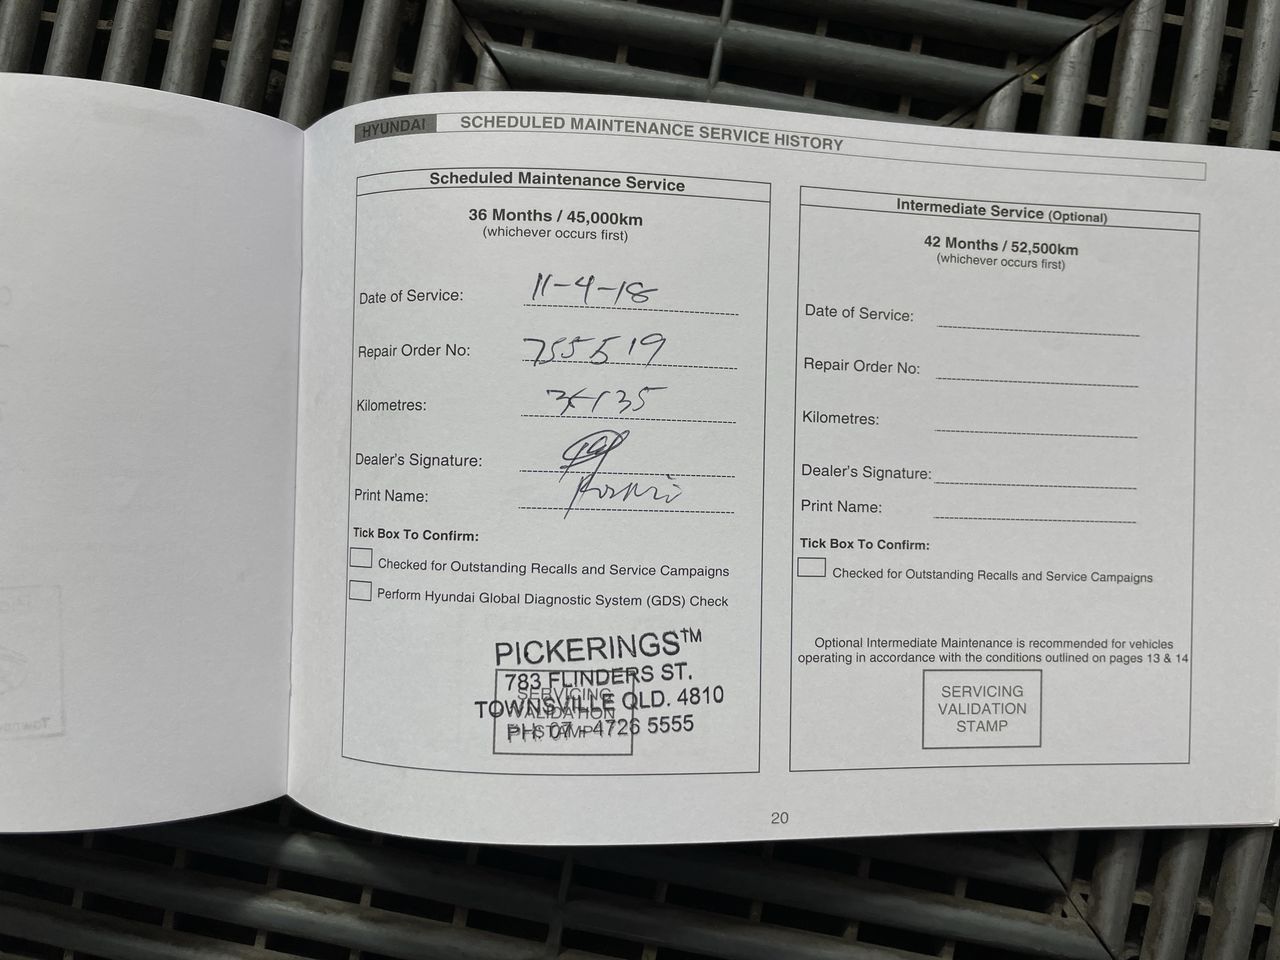 HYUNDAI SCHEDULED MAINTENANCE SERVICE HISTORY
Scheduled Maintenance Service
36 Months / 45,000km
(whichever occurs first)
Date of Service: 11-4-18
Repair Order No: 755519
Kilometres:
Dealer's Signature:
Print Name:
Tick Box To Confirm:
Checked for Outstanding Recalls and Service Campaigns
Perform Hyundai Global Diagnostic System (GDS) Check
PICKERINGS™
783 FLINDERS ST.
TOWNSVILLE QLD. 4810
PH: 07 - 4726 5555
SERVICING
VALIDATION
STAMP
Intermediate Service (Optional)
42 Months / 52,500km
(whichever occurs first)
Date of Service:
Repair Order No:
Kilometres:
Dealer's Signature:
Print Name:
Tick Box To Confirm:
Checked for Outstanding Recalls and Service Campaigns
Optional Intermediate Maintenance is recommended for vehicles
operating in accordance with the conditions outlined on pages 13 & 14
SERVICING
VALIDATION
STAMP
20